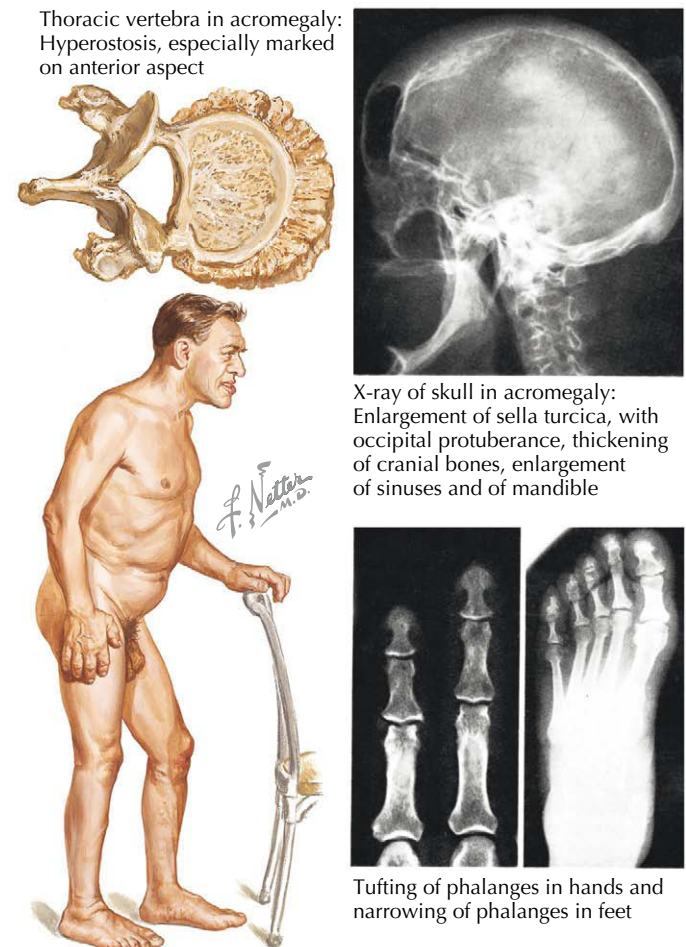 Thoracic vertebra in acromegaly:
Hyperostosis, especially marked
on anterior aspect
X-ray of skull in acromegaly:
Enlargement of sella turcica, with
occipital protuberance, thickening
of cranial bones, enlargement
of sinuses and of mandible
F. Netter
M.D.
Tufting of phalanges in hands and
narrowing of phalanges in feet